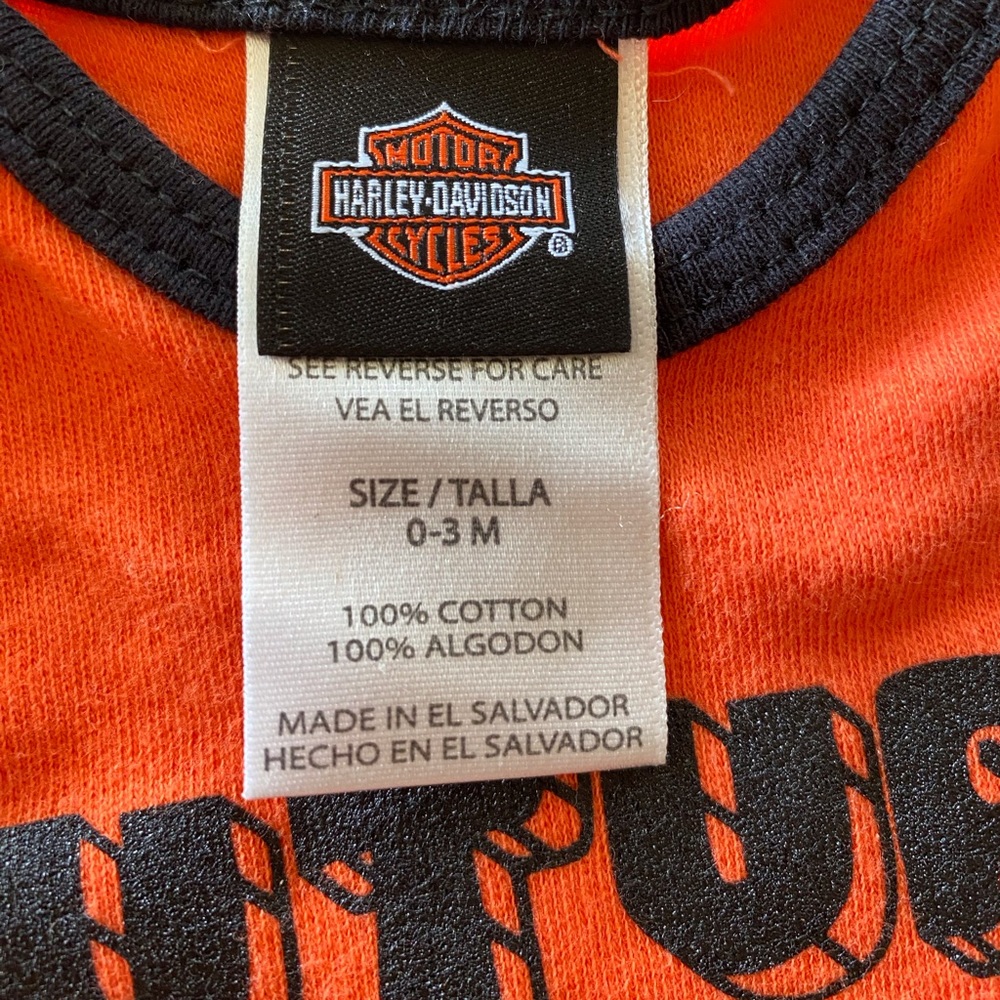 MOTOR
HARLEY-DAVIDSON
CYCLES
®
SEE REVERSE FOR CARE
VEA EL REVERSO
SIZE / TALLA
0-3 M
100% COTTON
100% ALGODON
MADE IN EL SALVADOR
HECHO EN EL SALVADOR